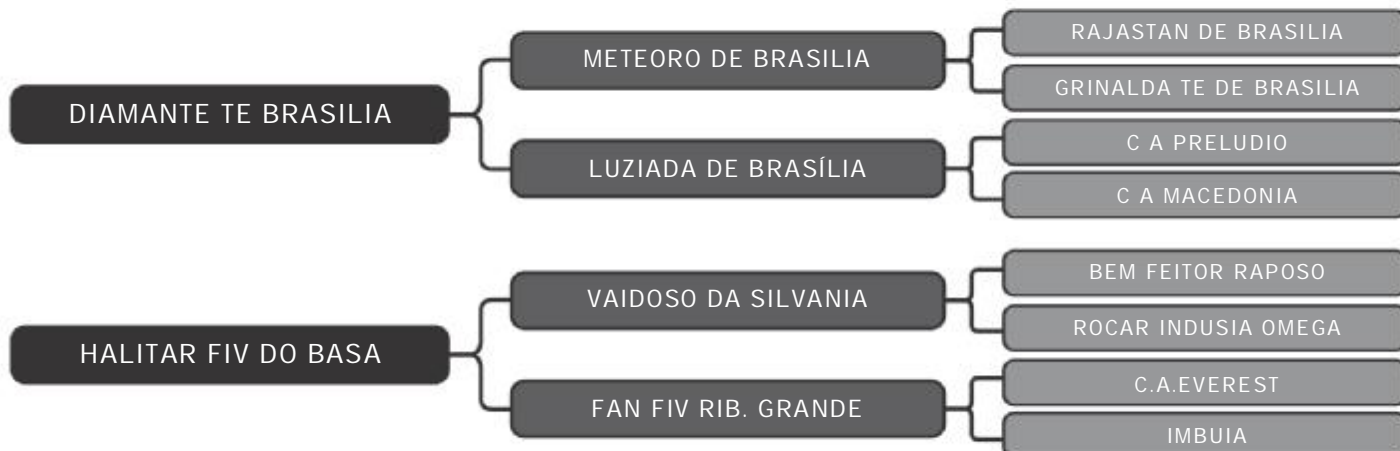 DIAMANTE TE BRASILIA
METEORO DE BRASILIA
RAJASTAN DE BRASILIA
GRINALDA TE DE BRASILIA
LUZIADA DE BRASÍLIA
C A PRELUDIO
C A MACEDONIA
HALITAR FIV DO BASA
VAIDOSO DA SILVANIA
BEM FEITOR RAPOSO
ROCAR INDUSIA OMEGA
FAN FIV RIB. GRANDE
C.A.EVEREST
IMBUIA